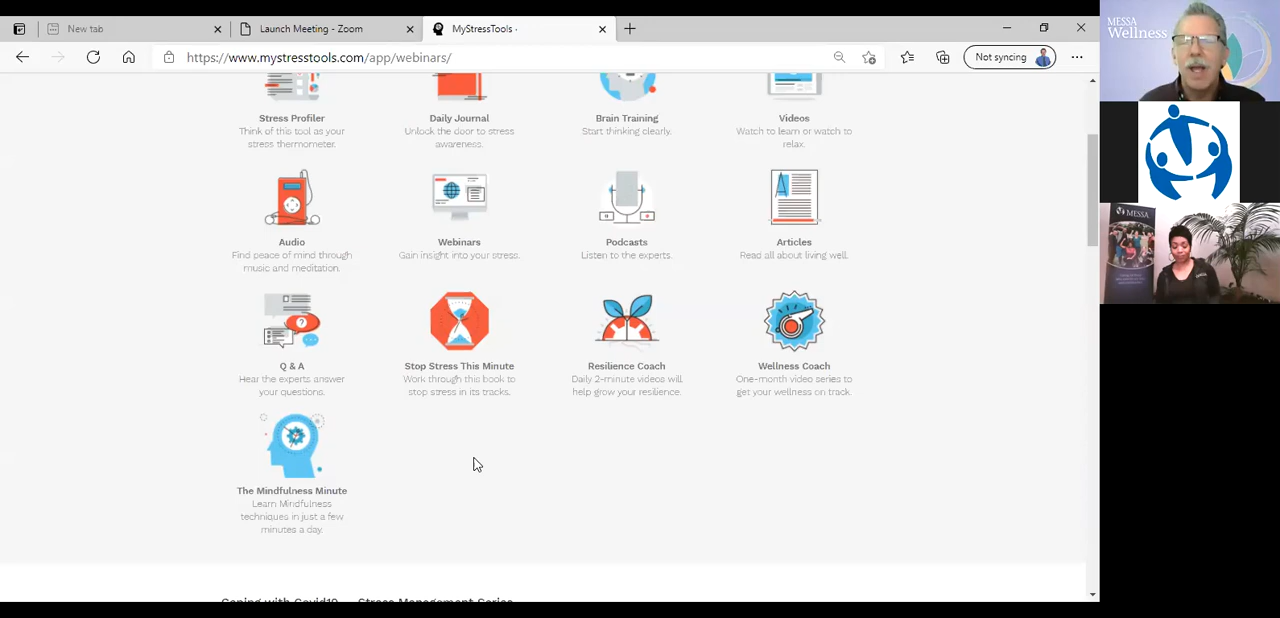 New tab
Launch Meeting - Zoom
MyStressTools -
https://www.mystresstools.com/app/webinars/
Not syncing
MESSA
Wellness
Stress Profiler
Think of this tool as your
stress thermometer.
Daily Journal
Unlock the door to stress
awareness.
Brain Training
Start thinking clearly.
Videos
Watch to learn or watch to
relax.
Audio
Find peace of mind through
music and meditation.
Webinars
Gain insight into your stress.
Podcasts
Listen to the experts.
Articles
Read all about living well.
MESSA
Q & A
Hear the experts answer
your questions.
Stop Stress This Minute
Work through this book to
stop stress in its tracks.
Resilience Coach
Daily 2-minute videos will
help grow your resilience.
Wellness Coach
One-month video series to
get your wellness on track.
The Mindfulness Minute
Learn Mindfulness
techniques in just a few
minutes a day.
Coping with Covid19
Stress Management Series